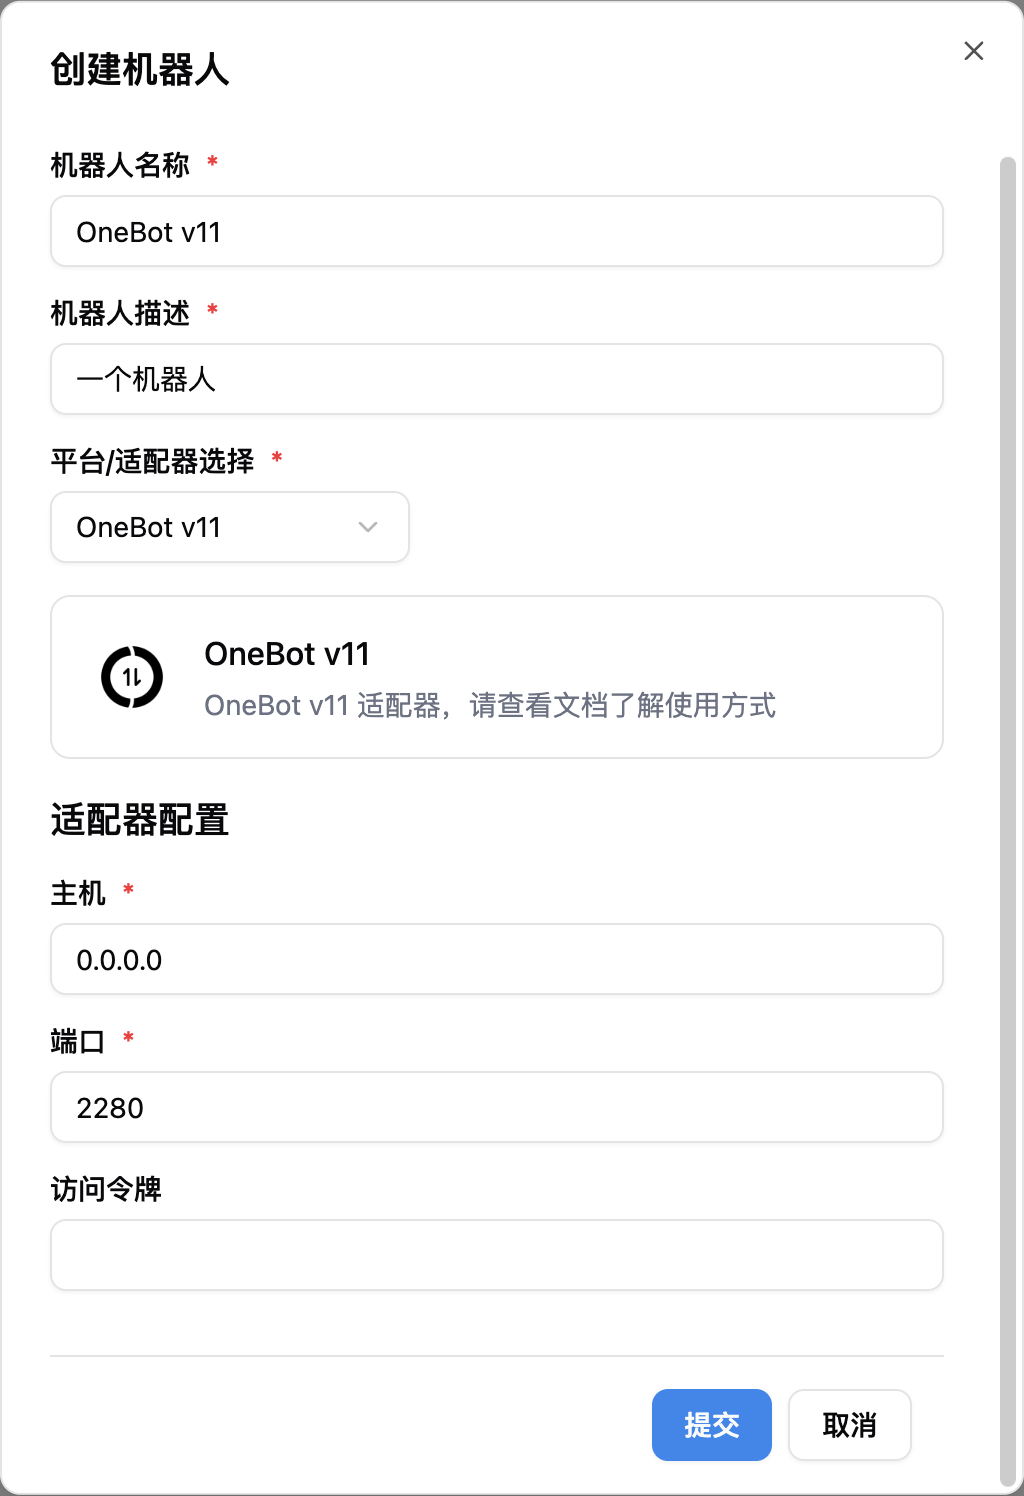 创建机器人
机器人名称 *
OneBot v11
机器人描述 *
一个机器人
平台/适配器选择 *
OneBot v11
OneBot v11
OneBot v11 适配器，请查看文档了解使用方式
适配器配置
主机 *
0.0.0.0
端口 *
2280
访问令牌
提交
取消